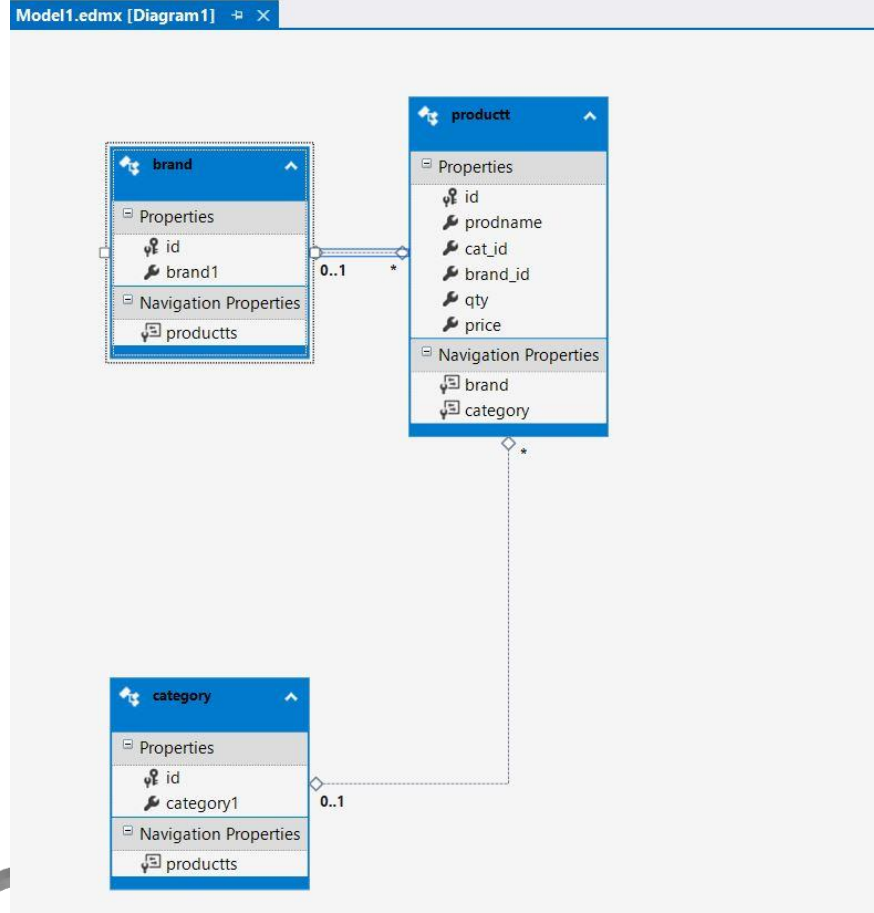 Model1.edmx [Diagram1]
productt
Properties
id
prodname
cat_id
brand_id
qty
price
Navigation Properties
brand
category
brand
Properties
id
brand1
Navigation Properties
productts
0..1
*
*
category
Properties
id
category1
Navigation Properties
productts
0..1